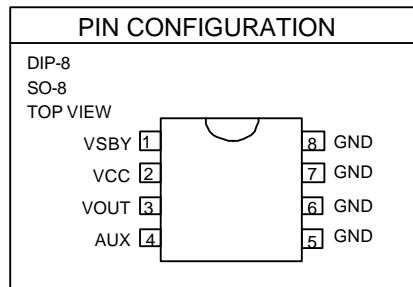 PIN CONFIGURATION
DIP-8
SO-8
TOP VIEW
VSBY 1 8 GND
VCC 2 7 GND
VOUT 3 6 GND
AUX 4 5 GND